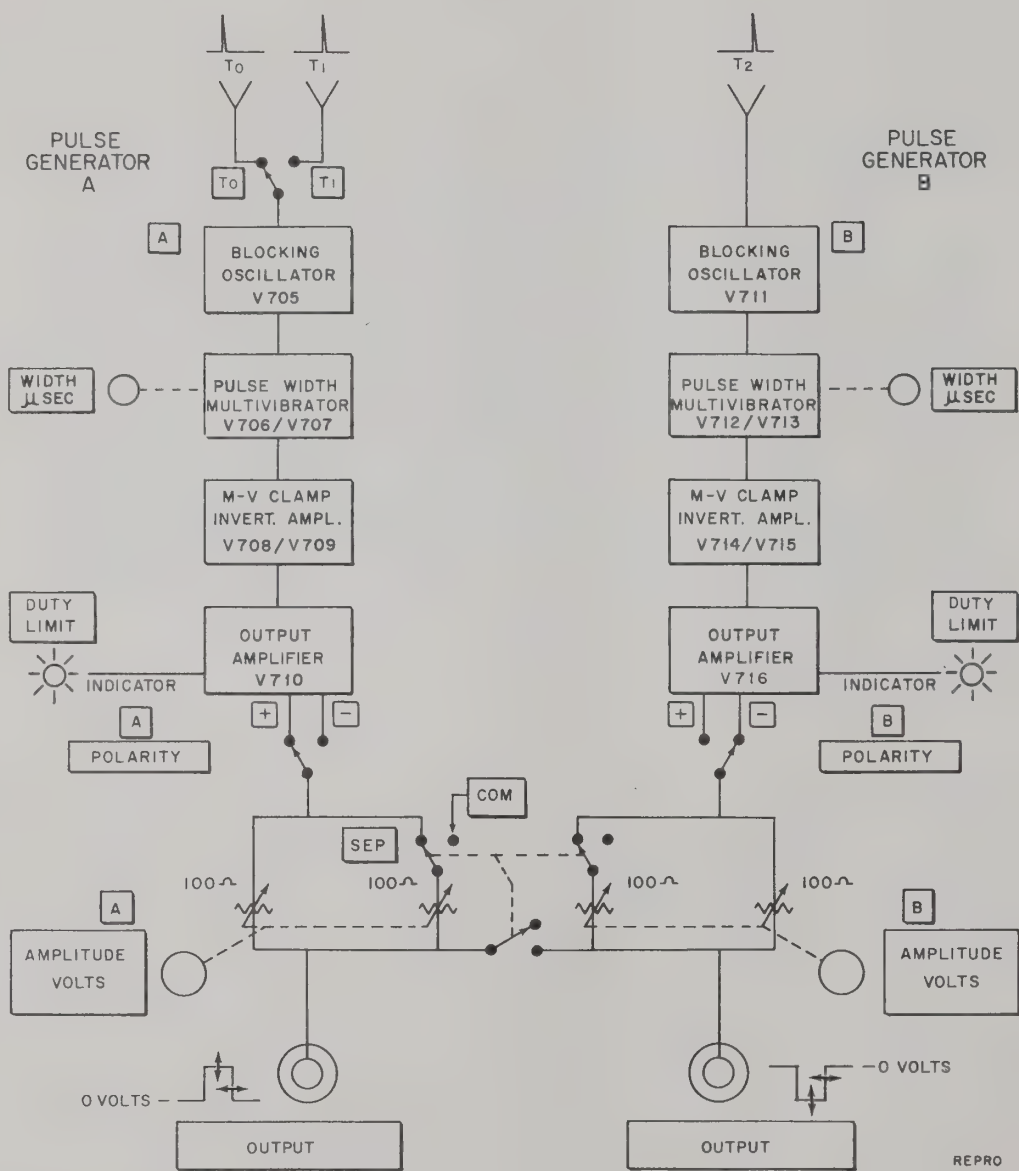 T0
T1
T2
PULSE
GENERATOR
A
PULSE
GENERATOR
B
T0
T1
A
BLOCKING
OSCILLATOR
V705
BLOCKING
OSCILLATOR
V711
B
WIDTH
μSEC
PULSE WIDTH
MULTIVIBRATOR
V706/V707
PULSE WIDTH
MULTIVIBRATOR
V712/V713
WIDTH
μSEC
M-V CLAMP
INVERT. AMPL.
V708/V709
M-V CLAMP
INVERT. AMPL.
V714/V715
DUTY
LIMIT
INDICATOR
OUTPUT
AMPLIFIER
V710
OUTPUT
AMPLIFIER
V716
DUTY
LIMIT
INDICATOR
A
POLARITY
+
-
+
-
B
POLARITY
COM
SEP
100Ω
100Ω
100Ω
100Ω
A
AMPLITUDE
VOLTS
B
AMPLITUDE
VOLTS
0 VOLTS
0 VOLTS
OUTPUT
OUTPUT
REPRO